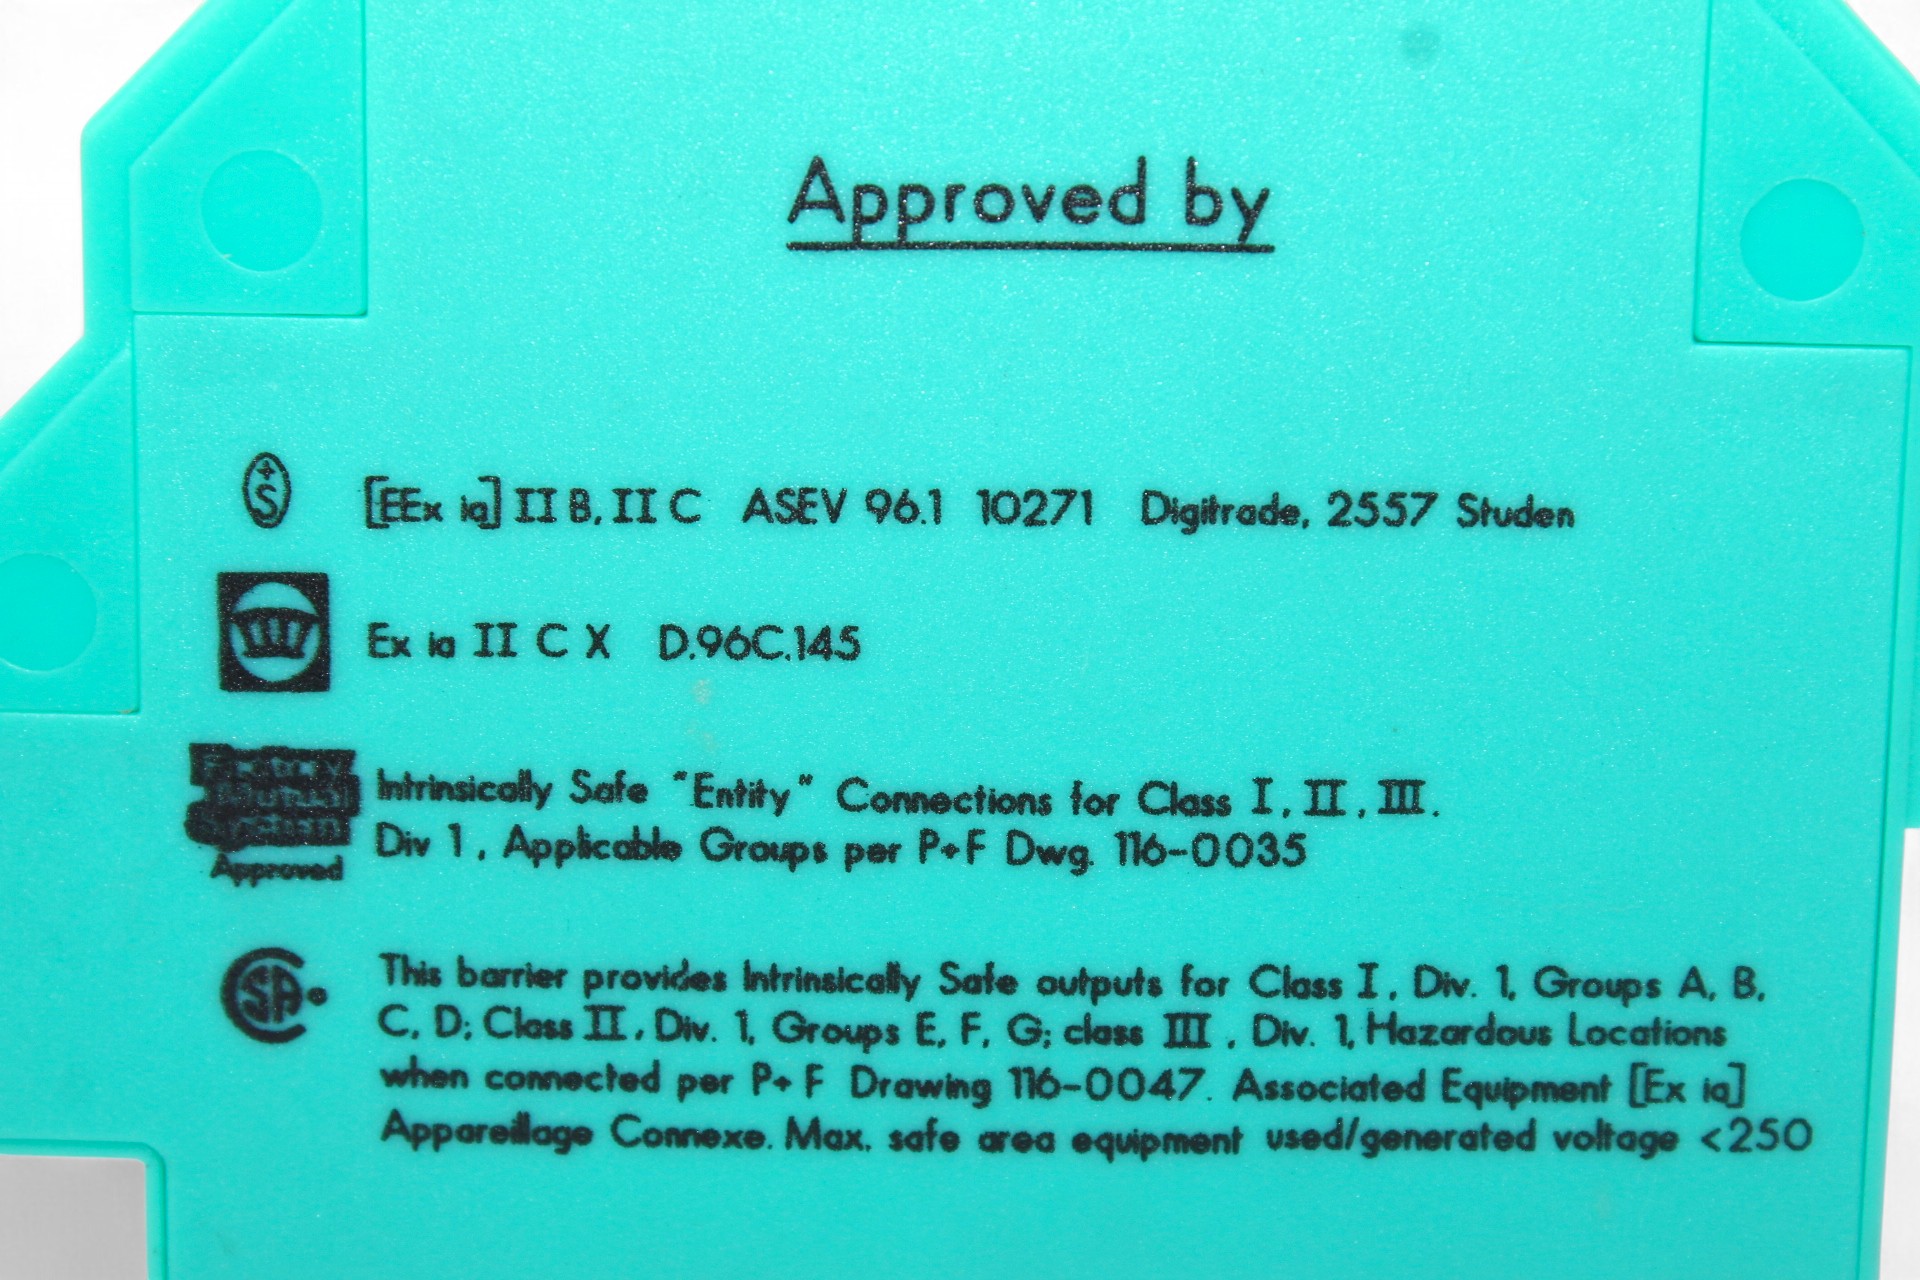 Approved by
S
[EEx ia] II B, II C ASEV 96.1 10271 Digitrade, 2557 Studen
Ex ia II C X D.96C.145
Factory
Mutual
System
Approved
Intrinsically Safe "Entity" Connections for Class I, II, III.
Div 1, Applicable Groups per P+F Dwg. 116-0035
CSA
This barrier provides Intrinsically Safe outputs for Class I, Div. 1, Groups A, B,
C, D; Class II, Div. 1, Groups E, F, G; class III, Div. 1, Hazardous Locations
when connected per P+F Drawing 116-0047. Associated Equipment [Ex ia]
Appareillage Connexe. Max. safe area equipment used/generated voltage <250